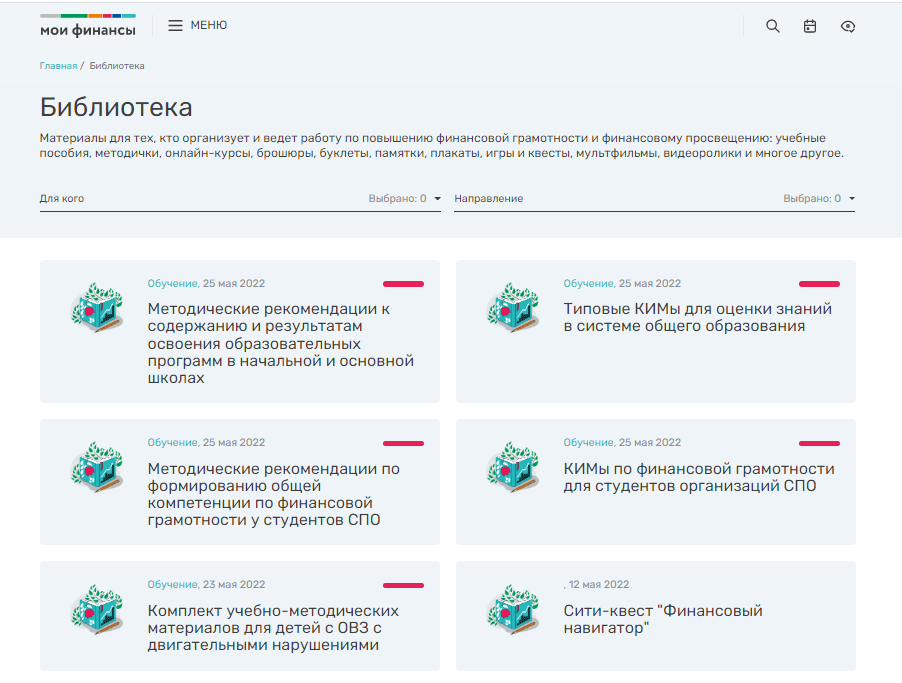 мои финансы
МЕНЮ
Главная / Библиотека
Библиотека
Материалы для тех, кто организует и ведет работу по повышению финансовой грамотности и финансовому просвещению: учебные
пособия, методички, онлайн-курсы, брошюры, буклеты, памятки, плакаты, игры и квесты, мультфильмы, видеоролики и многое другое.
Для кого
Выбрано: 0
Направление
Выбрано: 0
Обучение, 25 мая 2022
Методические рекомендации к
содержанию и результатам
освоения образовательных
программ в начальной и основной
школах
Обучение, 25 мая 2022
Типовые КИМы для оценки знаний
в системе общего образования
Обучение, 25 мая 2022
Методические рекомендации по
формированию общей
компетенции по финансовой
грамотности у студентов СПО
Обучение, 25 мая 2022
КИМы по финансовой грамотности
для студентов организаций СПО
Обучение, 23 мая 2022
Комплект учебно-методических
материалов для детей с ОВЗ с
двигательными нарушениями
, 12 мая 2022
Сити-квест "Финансовый
навигатор"